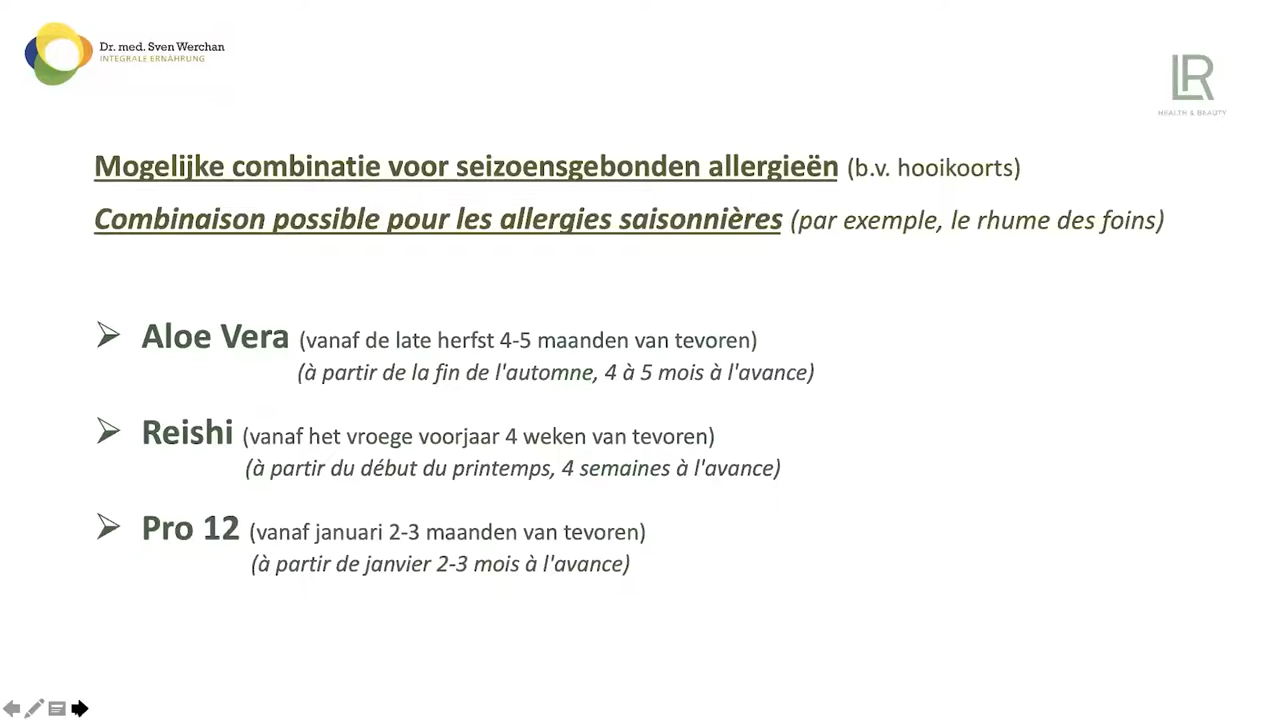 Dr. med. Sven Werchan
INTEGRALE ERNÄHRUNG
LR
HEALTH & BEAUTY
Mogelijke combinatie voor seizoensgebonden allergieën (b.v. hooikoorts)
Combinaison possible pour les allergies saisonnières (par exemple, le rhume des foins)
Aloe Vera (vanaf de late herfst 4-5 maanden van tevoren)
(à partir de la fin de l'automne, 4 à 5 mois à l'avance)
Reishi (vanaf het vroege voorjaar 4 weken van tevoren)
(à partir du début du printemps, 4 semaines à l'avance)
Pro 12 (vanaf januari 2-3 maanden van tevoren)
(à partir de janvier 2-3 mois à l'avance)